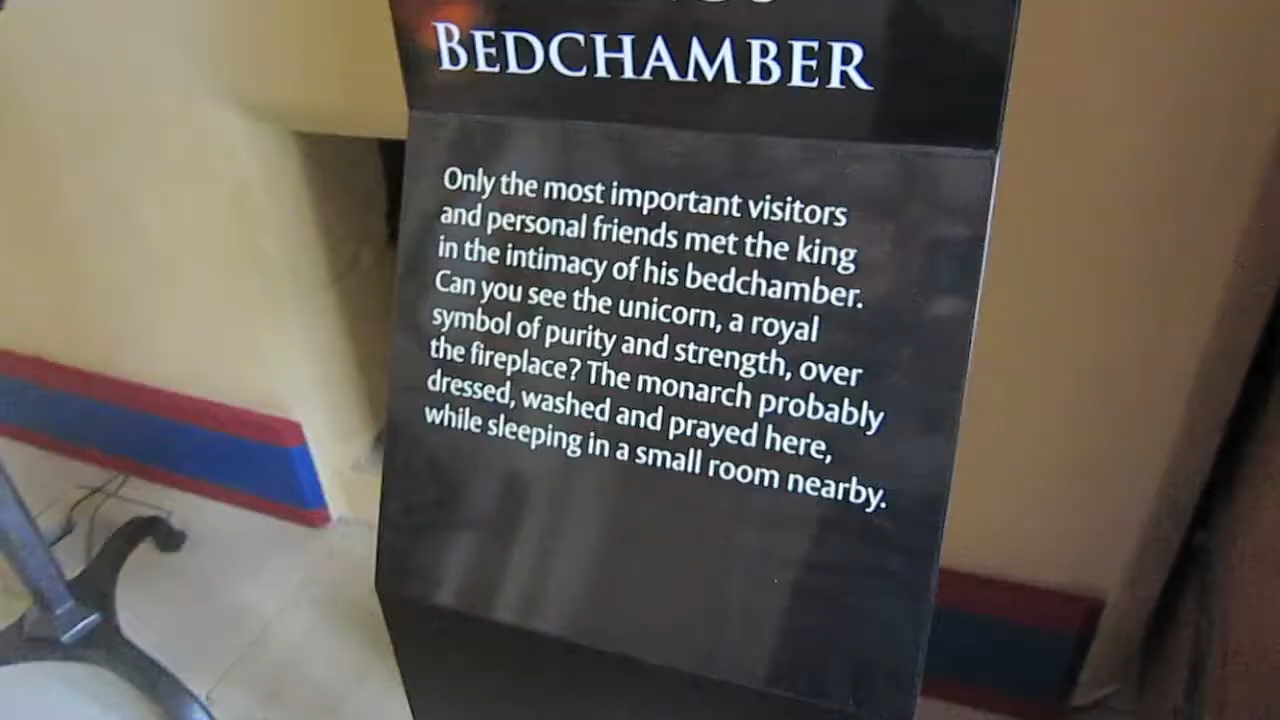 BEDCHAMBER
Only the most important visitors
and personal friends met the king
in the intimacy of his bedchamber.
Can you see the unicorn, a royal
symbol of purity and strength, over
the fireplace? The monarch probably
dressed, washed and prayed here,
while sleeping in a small room nearby.